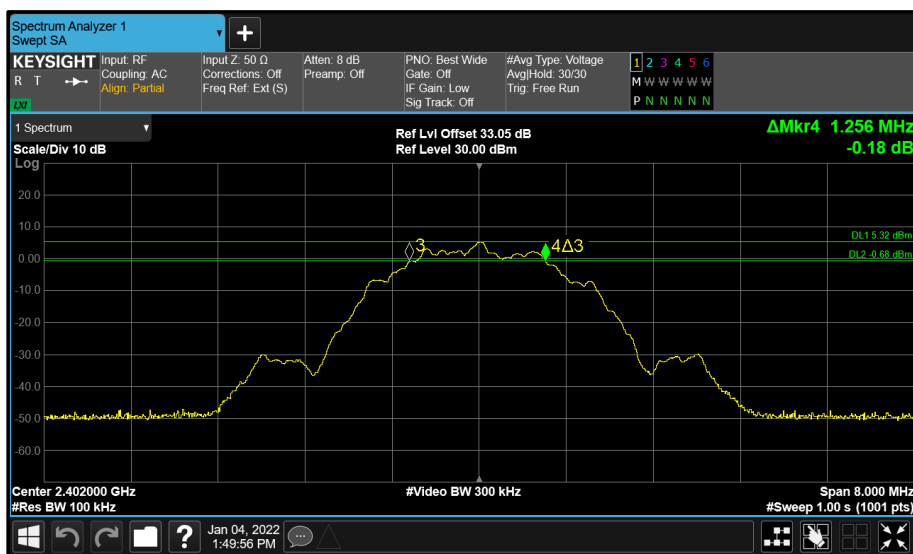 Spectrum Analyzer 1
Swept SA
KEYSIGHT
R T
LXI
Input: RF
Coupling: AC
Align: Partial
Input Z: 50 Ω
Corrections: Off
Freq Ref: Ext (S)
Atten: 8 dB
Preamp: Off
PNO: Best Wide
Gate: Off
IF Gain: Low
Sig Track: Off
#Avg Type: Voltage
Avg|Hold: 30/30
Trig: Free Run
1 2 3 4 5 6
M W W W W W
P N N N N N
1 Spectrum
Scale/Div 10 dB
Ref Lvl Offset 33.05 dB
Ref Level 30.00 dBm
ΔMkr4 1.256 MHz
-0.18 dB
Log
20.0
10.0
0.00
-10.0
-20.0
-30.0
-40.0
-50.0
-60.0
3
4Δ3
DL1 5.32 dBm
DL2 -0.68 dBm
Center 2.402000 GHz
#Res BW 100 kHz
#Video BW 300 kHz
Span 8.000 MHz
#Sweep 1.00 s (1001 pts)
?
Jan 04, 2022
1:49:56 PM